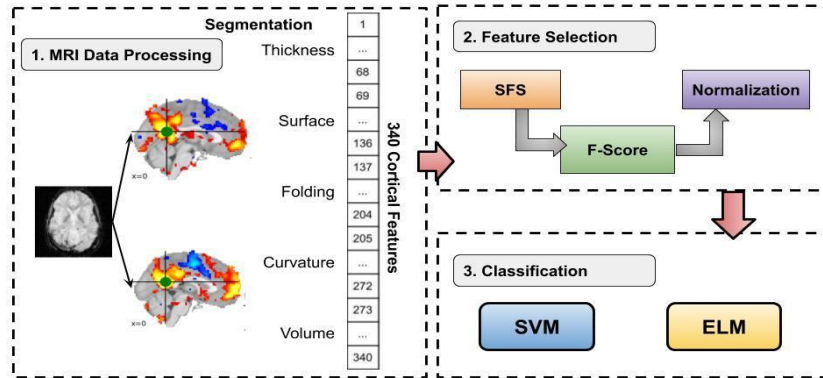 1. MRI Data Processing
Segmentation
Thickness
Surface
Folding
Curvature
Volume
1
...
68
69
...
136
137
...
204
205
...
272
273
...
340
340 Cortical Features
x=0
x=0
2. Feature Selection
SFS
F-Score
Normalization
3. Classification
SVM
ELM